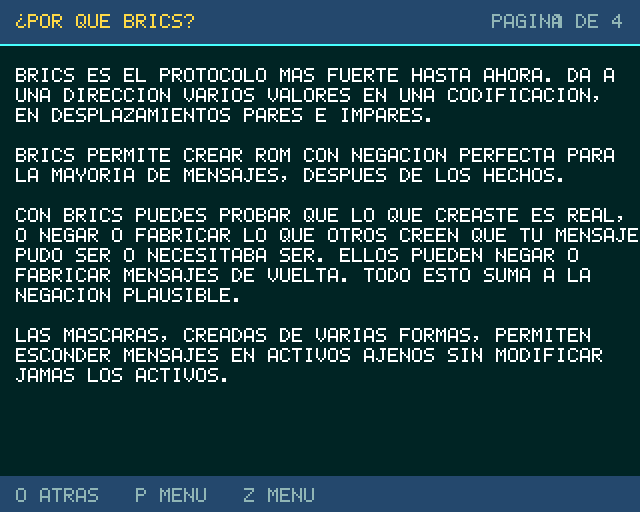 ¿POR QUE BRICS?
PAGINA DE 4
BRICS ES EL PROTOCOLO MAS FUERTE HASTA AHORA. DA A
UNA DIRECCION VARIOS VALORES EN UNA CODIFICACION,
EN DESPLAZAMIENTOS PARES E IMPARES.
BRICS PERMITE CREAR ROM CON NEGACION PERFECTA PARA
LA MAYORIA DE MENSAJES, DESPUES DE LOS HECHOS.
CON BRICS PUEDES PROBAR QUE LO QUE CREASTE ES REAL,
O NEGAR O FABRICAR LO QUE OTROS CREEN QUE TU MENSAJE
PUDO SER O NECESITABA SER. ELLOS PUEDEN NEGAR O
FABRICAR MENSAJES DE VUELTA. TODO ESTO SUMA A LA
NEGACION PLAUSIBLE.
LAS MASCARAS, CREADAS DE VARIAS FORMAS, PERMITEN
ESCONDER MENSAJES EN ACTIVOS AJENOS SIN MODIFICAR
JAMAS LOS ACTIVOS.
O ATRAS P MENU Z MENU